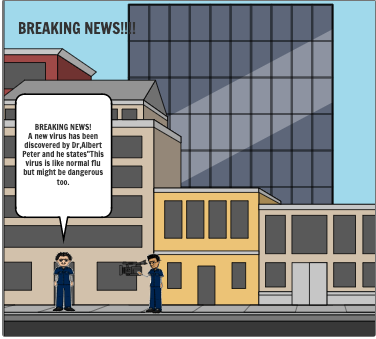 BREAKING NEWS!!!!
BREAKING NEWS!
A new virus has been
discovered by Dr,Albert
Peter and he states"This
virus is like normal flu
but might be dangerous
too.